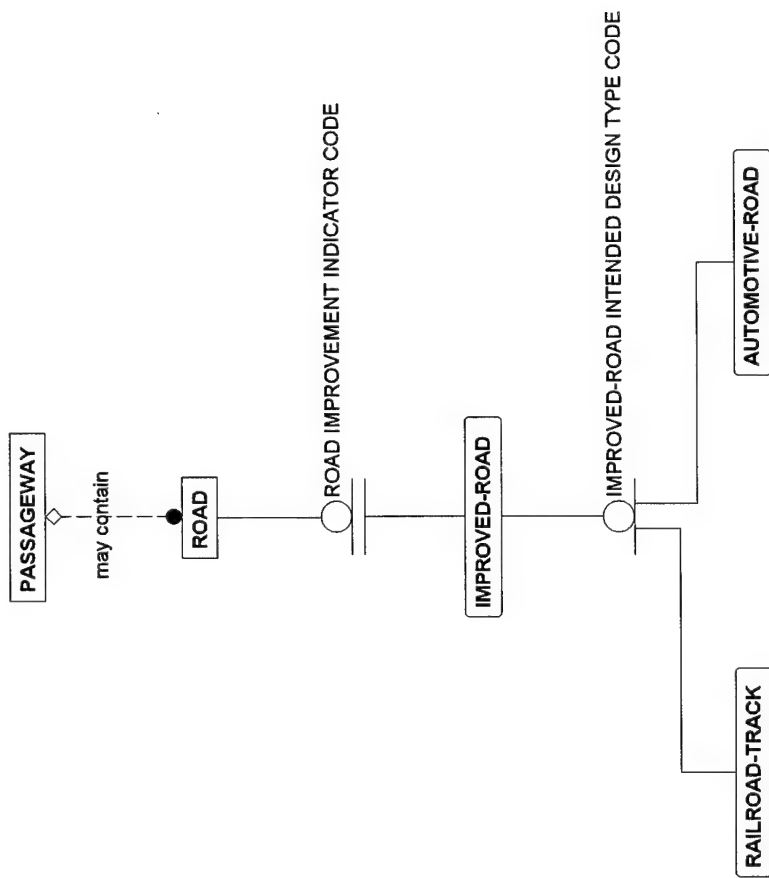 PASSAGEWAY
may contain
ROAD
ROAD IMPROVEMENT INDICATOR CODE
IMPROVED-ROAD
IMPROVED-ROAD INTENDED DESIGN TYPE CODE
RAILROAD-TRACK
AUTOMOTIVE-ROAD